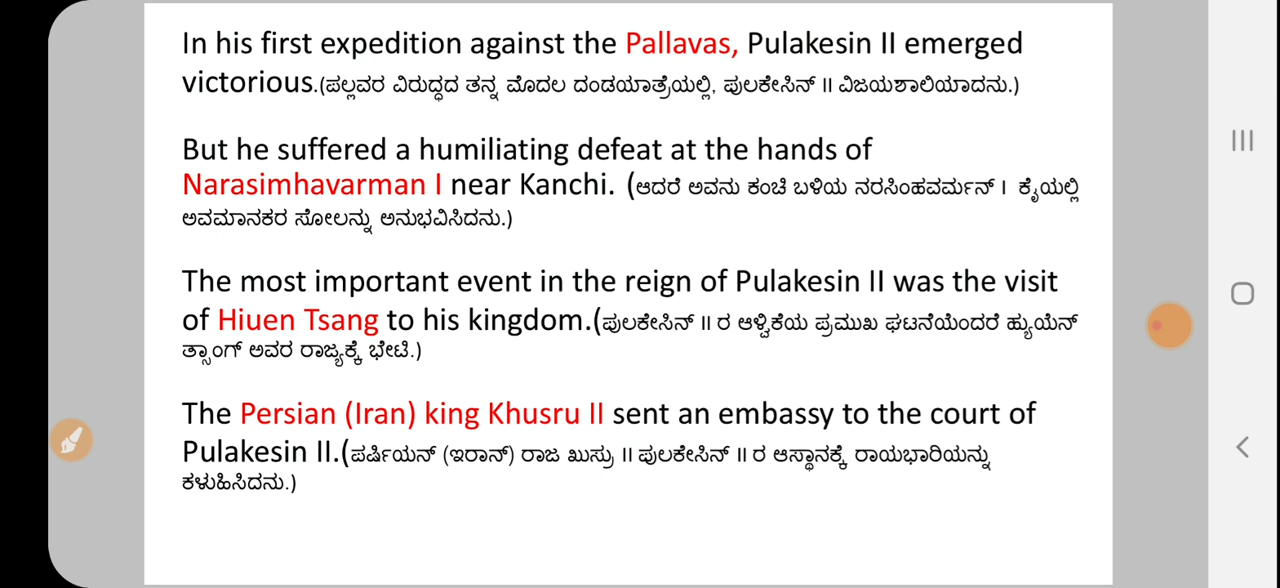 In his first expedition against the Pallavas, Pulakesin II emerged
victorious.(ಪಲ್ಲವರ ವಿರುದ್ಧದ ತನ್ನ ಮೊದಲ ದಂಡಯಾತ್ರೆಯಲ್ಲಿ, ಪುಲಕೇಸಿನ್ II ವಿಜಯಶಾಲಿಯಾದನು.)
But he suffered a humiliating defeat at the hands of
Narasimhavarman I near Kanchi. (ಆದರೆ ಅವನು ಕಂಚಿ ಬಳಿಯ ನರಸಿಂಹವರ್ಮನ್ I ಕೈಯಲ್ಲಿ
ಅವಮಾನಕರ ಸೋಲನ್ನು ಅನುಭವಿಸಿದನು.)
The most important event in the reign of Pulakesin II was the visit
of Hiuen Tsang to his kingdom.(ಪುಲಕೇಸಿನ್ II ರ ಆಳ್ವಿಕೆಯ ಪ್ರಮುಖ ಘಟನೆಯೆಂದರೆ ಹ್ಯುಯೆನ್
ತ್ಸಾಂಗ್ ಅವರ ರಾಜ್ಯಕ್ಕೆ ಭೇಟಿ.)
The Persian (Iran) king Khusru II sent an embassy to the court of
Pulakesin II.(ಪರ್ಷಿಯನ್ (ಇರಾನ್) ರಾಜ ಖುಸ್ರು II ಪುಲಕೇಸಿನ್ II ರ ಆಸ್ಥಾನಕ್ಕೆ ರಾಯಭಾರಿಯನ್ನು
ಕಳುಹಿಸಿದನು.)